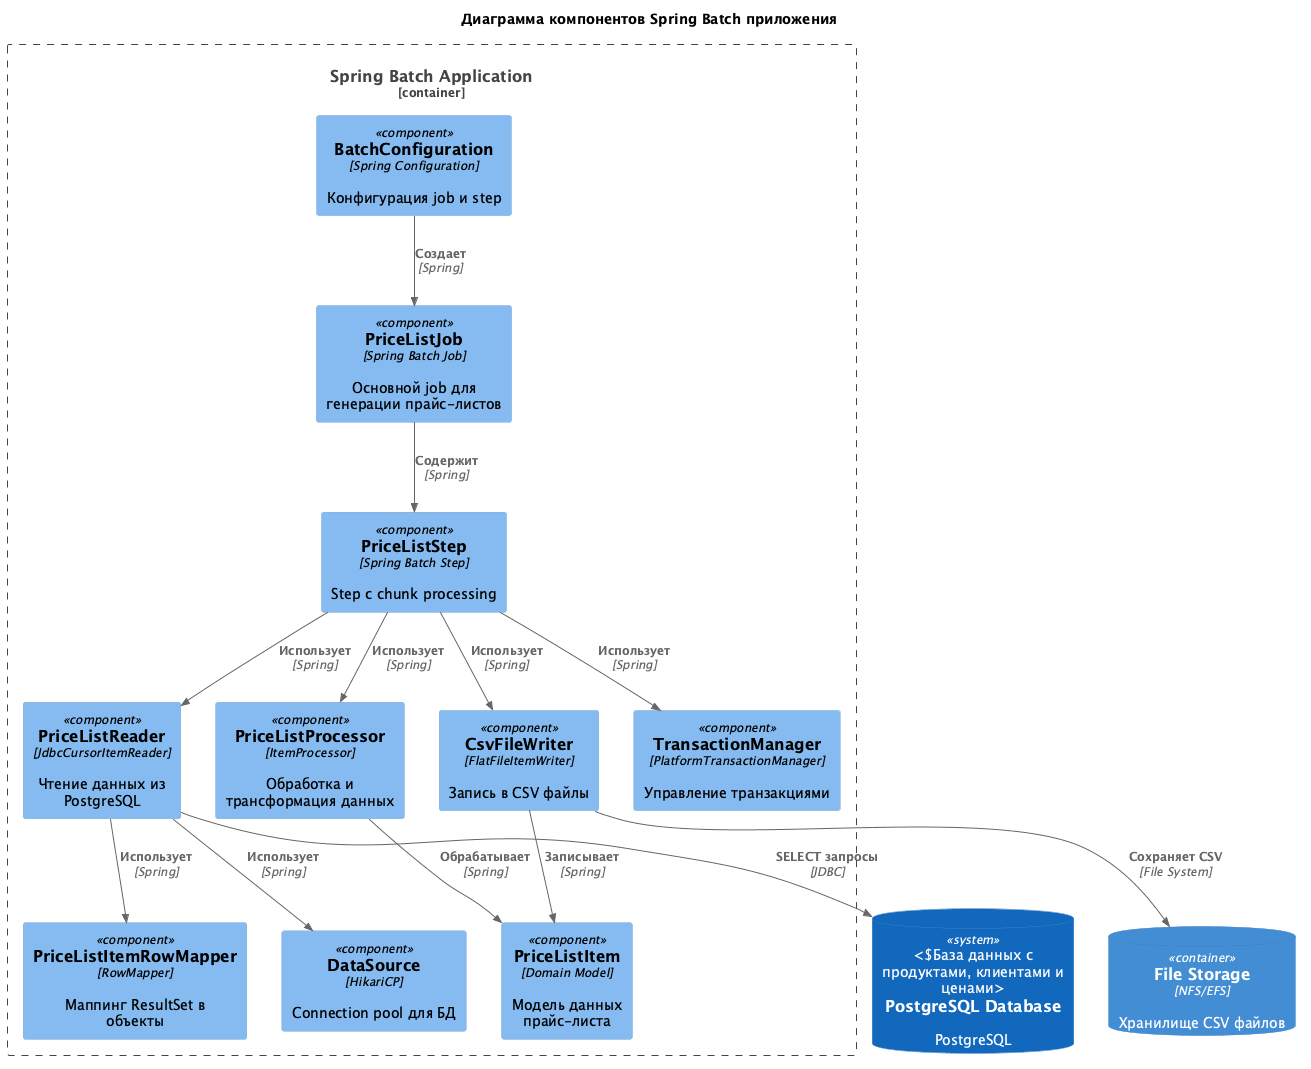 Диаграмма компонентов Spring Batch приложения
Spring Batch Application
[container]
«component»
BatchConfiguration
[Spring Configuration]
Конфигурация job и step
Создает
[Spring]
«component»
PriceListJob
[Spring Batch Job]
Основной job для
генерации прайс-листов
Содержит
[Spring]
«component»
PriceListStep
[Spring Batch Step]
Step с chunk processing
Использует
[Spring]
Использует
[Spring]
Использует
[Spring]
Использует
[Spring]
«component»
PriceListReader
[JdbcCursorItemReader]
Чтение данных из
PostgreSQL
«component»
PriceListProcessor
[ItemProcessor]
Обработка и
трансформация данных
«component»
CsvFileWriter
[FlatFileItemWriter]
Запись в CSV файлы
«component»
TransactionManager
[PlatformTransactionManager]
Управление транзакциями
Использует
[Spring]
Использует
[Spring]
Обрабатывает
[Spring]
Записывает
[Spring]
SELECT запросы
[JDBC]
Сохраняет CSV
[File System]
«component»
PriceListItemRowMapper
[RowMapper]
Маппинг ResultSet в
объекты
«component»
DataSource
[HikariCP]
Connection pool для БД
«component»
PriceListItem
[Domain Model]
Модель данных
прайс-листа
«system»
<$База данных с
продуктами, клиентами и
ценами>
PostgreSQL Database
PostgreSQL
«container»
File Storage
[NFS/EFS]
Хранилище CSV файлов